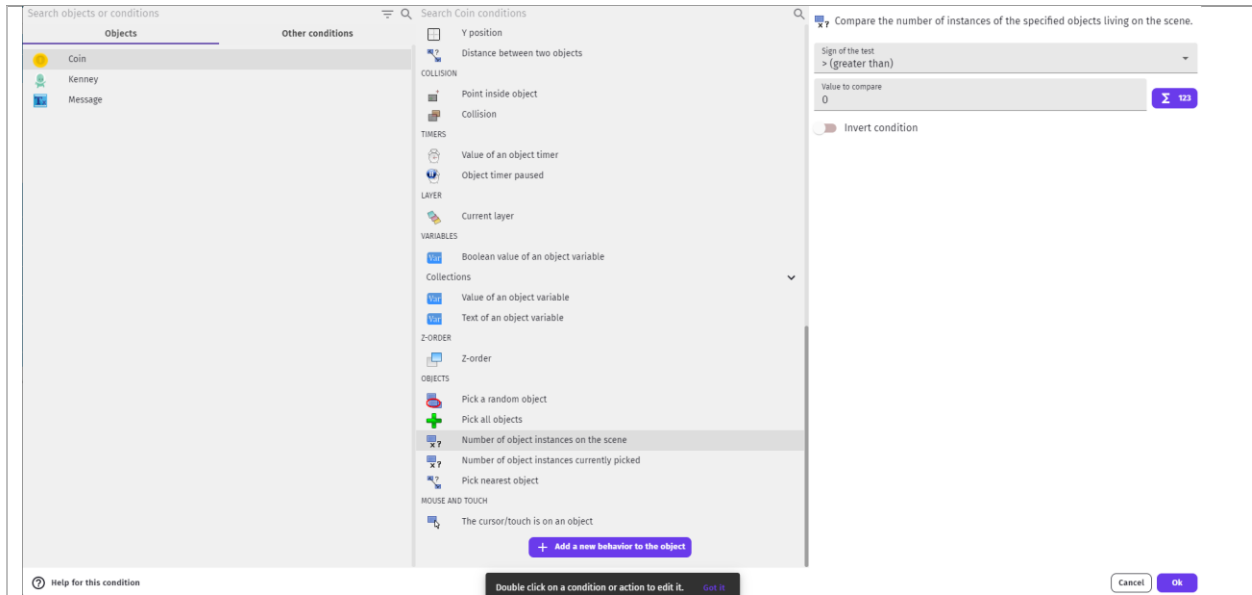 Search objects or conditions
Objects
Other conditions
Coin
Kenney
Message
Search Coin conditions
Y position
Distance between two objects
COLLISION
Point inside object
Collision
TIMERS
Value of an object timer
Object timer paused
LAYER
Current layer
VARIABLES
Boolean value of an object variable
Collections
Value of an object variable
Text of an object variable
Z-ORDER
Z-order
OBJECTS
Pick a random object
Pick all objects
Number of object instances on the scene
Number of object instances currently picked
Pick nearest object
MOUSE AND TOUCH
The cursor/touch is on an object
+ Add a new behavior to the object
Compare the number of instances of the specified objects living on the scene.
Sign of the test
> (greater than)
Value to compare
0
Σ 123
Invert condition
Help for this condition
Double click on a condition or action to edit it. Got it
Cancel
Ok